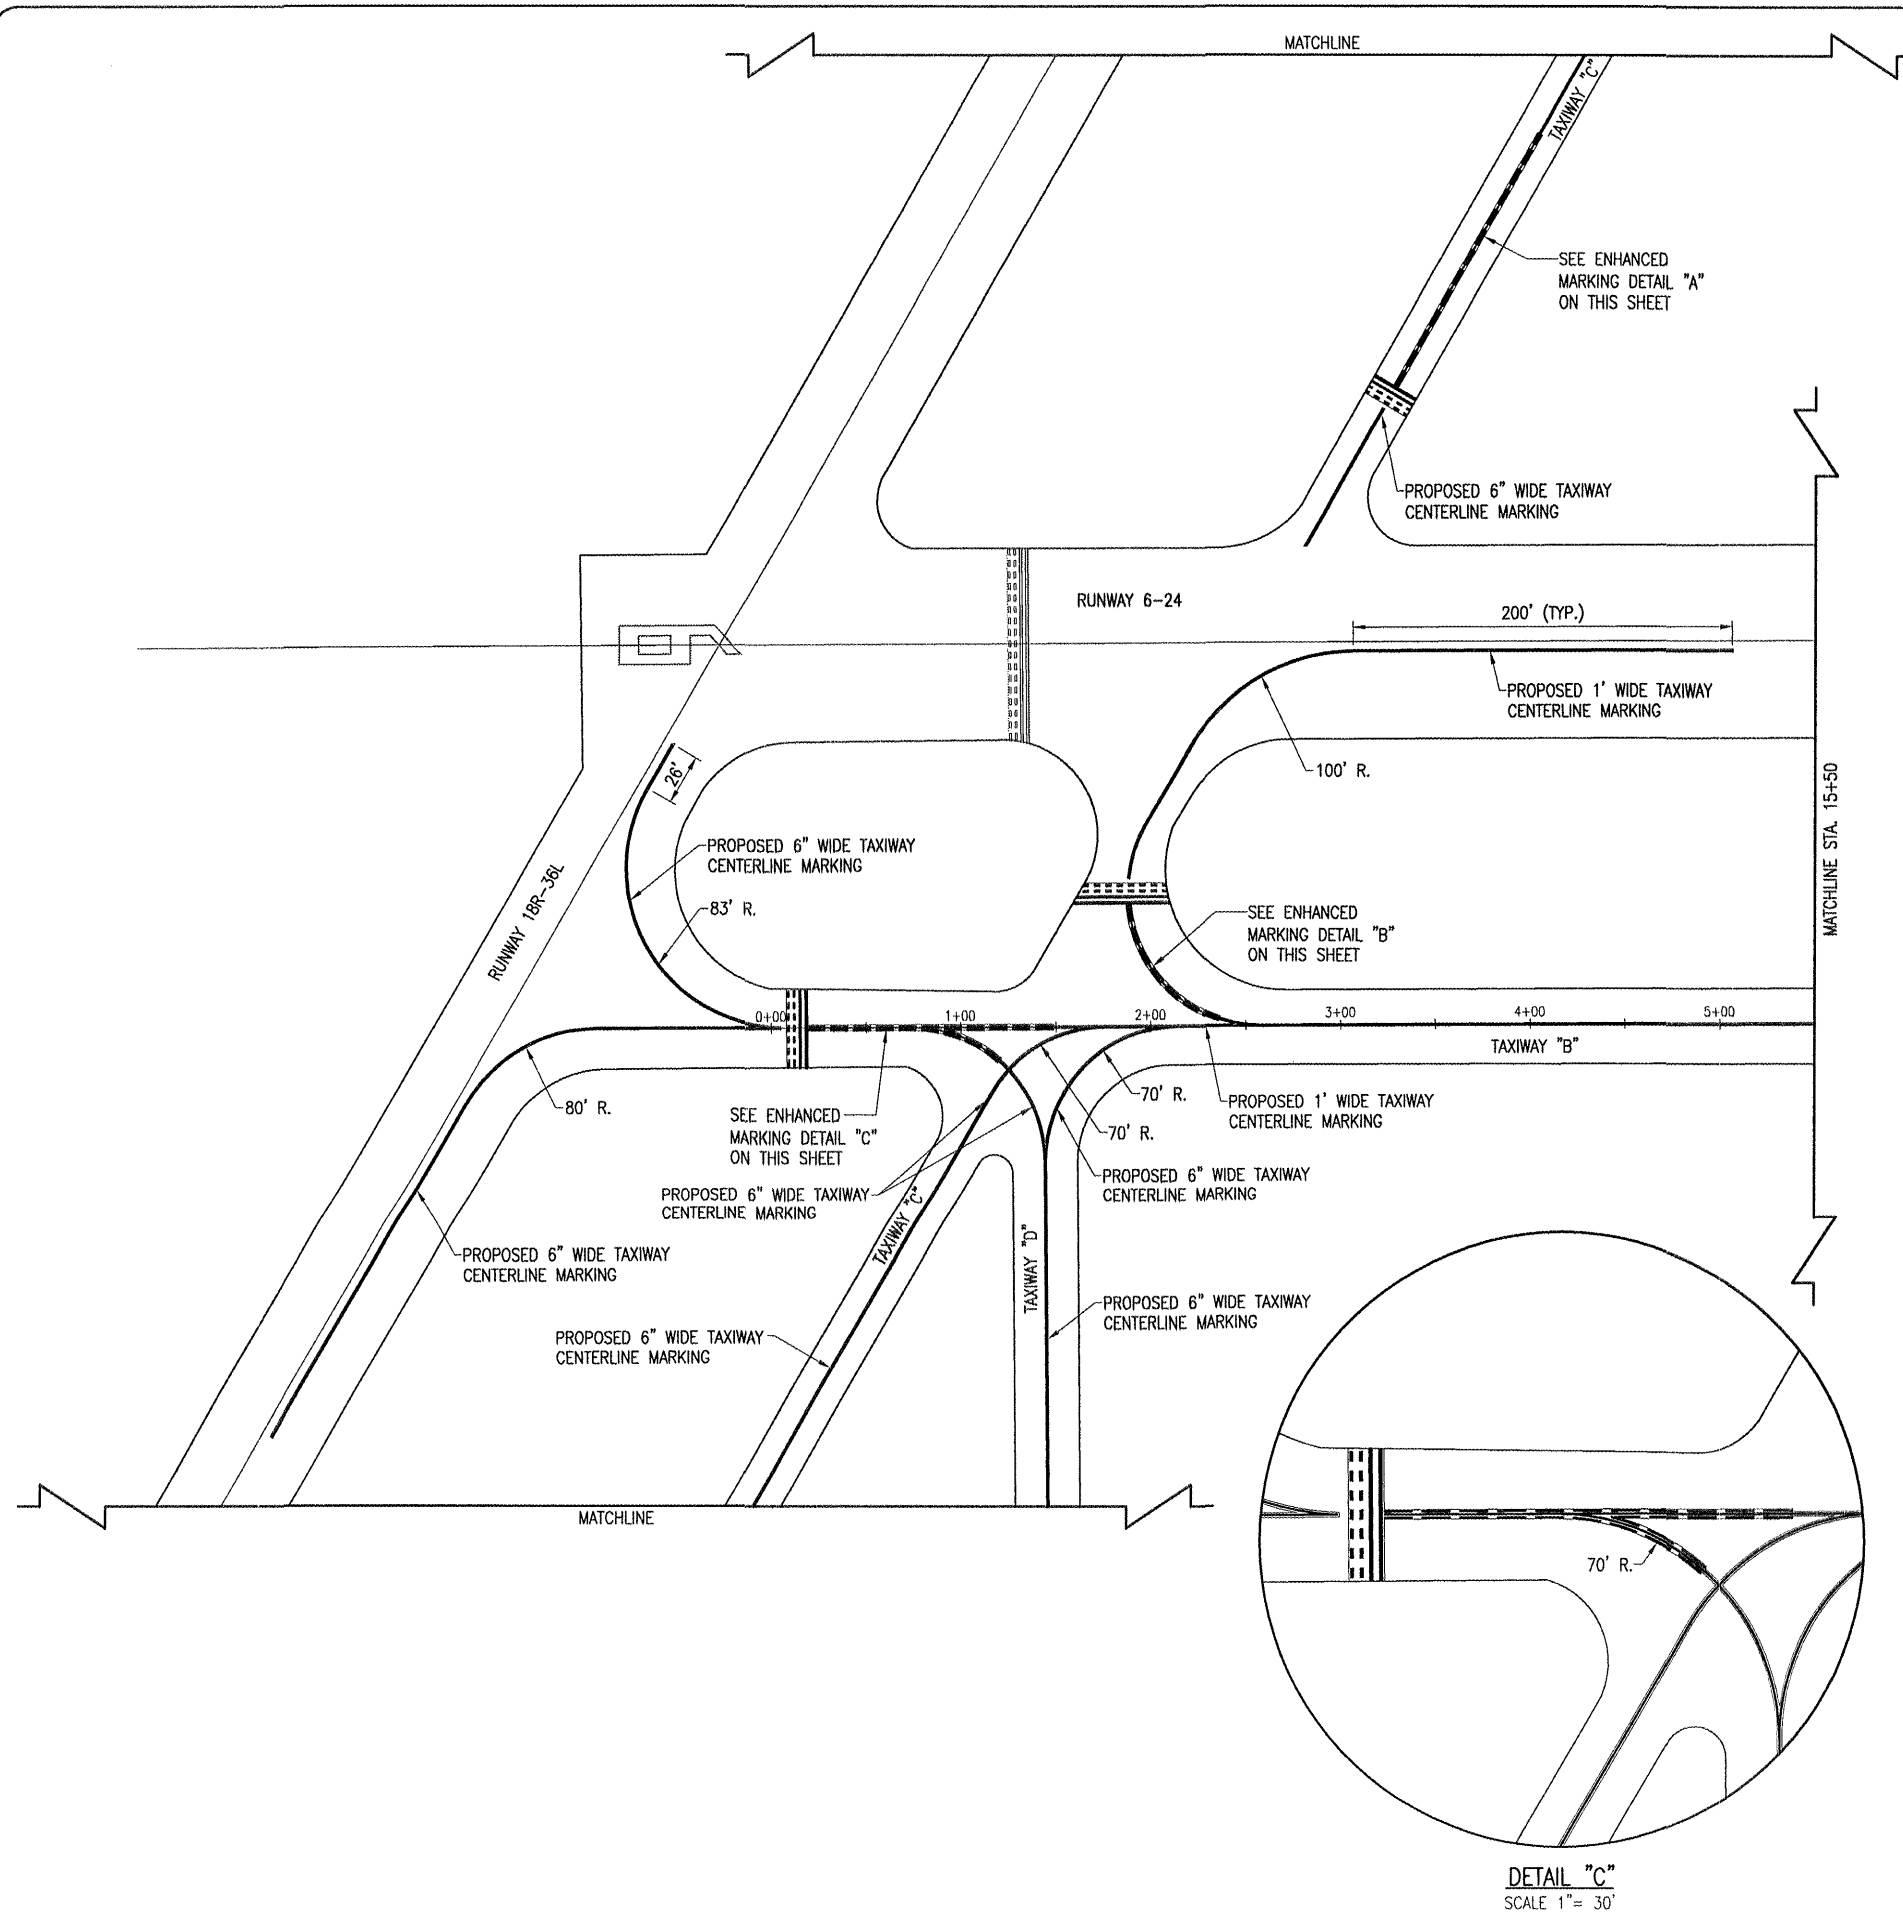 MATCHLINE
TAXIWAY "C"
SEE ENHANCED
MARKING DETAIL "A"
ON THIS SHEET
PROPOSED 6" WIDE TAXIWAY
CENTERLINE MARKING
RUNWAY 6-24
200' (TYP.)
6
PROPOSED 1' WIDE TAXIWAY
CENTERLINE MARKING
100' R.
26'
MATCHLINE STA. 15+50
PROPOSED 6" WIDE TAXIWAY
CENTERLINE MARKING
RUNWAY 18R-36L
83' R.
SEE ENHANCED
MARKING DETAIL "B"
ON THIS SHEET
0+00 1+00 2+00 3+00 4+00 5+00
TAXIWAY "B"
80' R.
SEE ENHANCED
MARKING DETAIL "C"
ON THIS SHEET
70' R.
70' R.
PROPOSED 1' WIDE TAXIWAY
CENTERLINE MARKING
PROPOSED 6" WIDE TAXIWAY
CENTERLINE MARKING
PROPOSED 6" WIDE TAXIWAY
CENTERLINE MARKING
TAXIWAY "C"
TAXIWAY "D"
PROPOSED 6" WIDE TAXIWAY
CENTERLINE MARKING
PROPOSED 6" WIDE TAXIWAY
CENTERLINE MARKING
PROPOSED 6" WIDE TAXIWAY
CENTERLINE MARKING
MATCHLINE
70' R.
DETAIL "C"
SCALE 1"= 30'